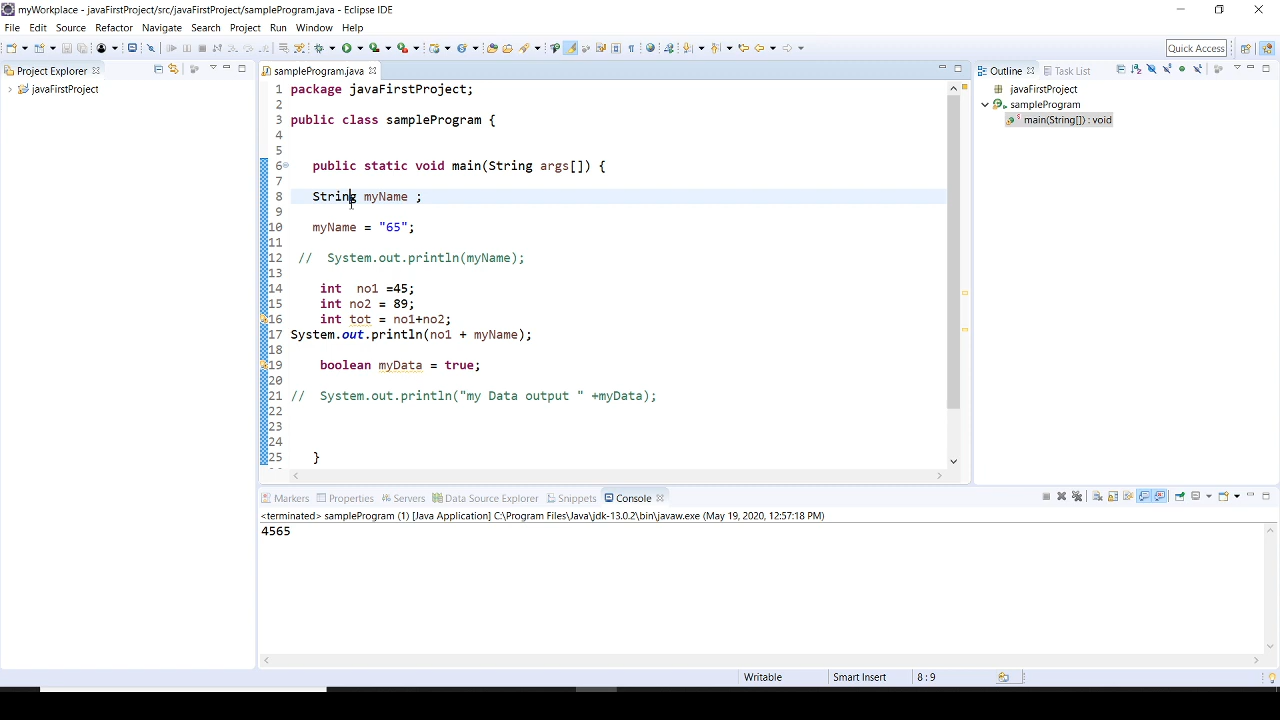 myWorkplace - javaFirstProject/src/javaFirstProject/sampleProgram.java - Eclipse IDE
File Edit Source Refactor Navigate Search Project Run Window Help
Quick Access
Project Explorer
javaFirstProject
sampleProgram.java
1 package javaFirstProject;
2
3 public class sampleProgram {
4
5
6 public static void main(String args[]) {
7
8 String myName ;
9
10 myName = "65";
11
12 // System.out.println(myName);
13
14 int no1 =45;
15 int no2 = 89;
16 int tot = no1+no2;
17 System.out.println(no1 + myName);
18
19 boolean myData = true;
20
21 // System.out.println("my Data output " +myData);
22
23
24
25 }
Outline Task List
javaFirstProject
sampleProgram
main(String[]) : void
Markers Properties Servers Data Source Explorer Snippets Console
<terminated> sampleProgram (1) [Java Application] C:\Program Files\Java\jdk-13.0.2\bin\javaw.exe (May 19, 2020, 12:57:18 PM)
4565
Writable Smart Insert 8 : 9